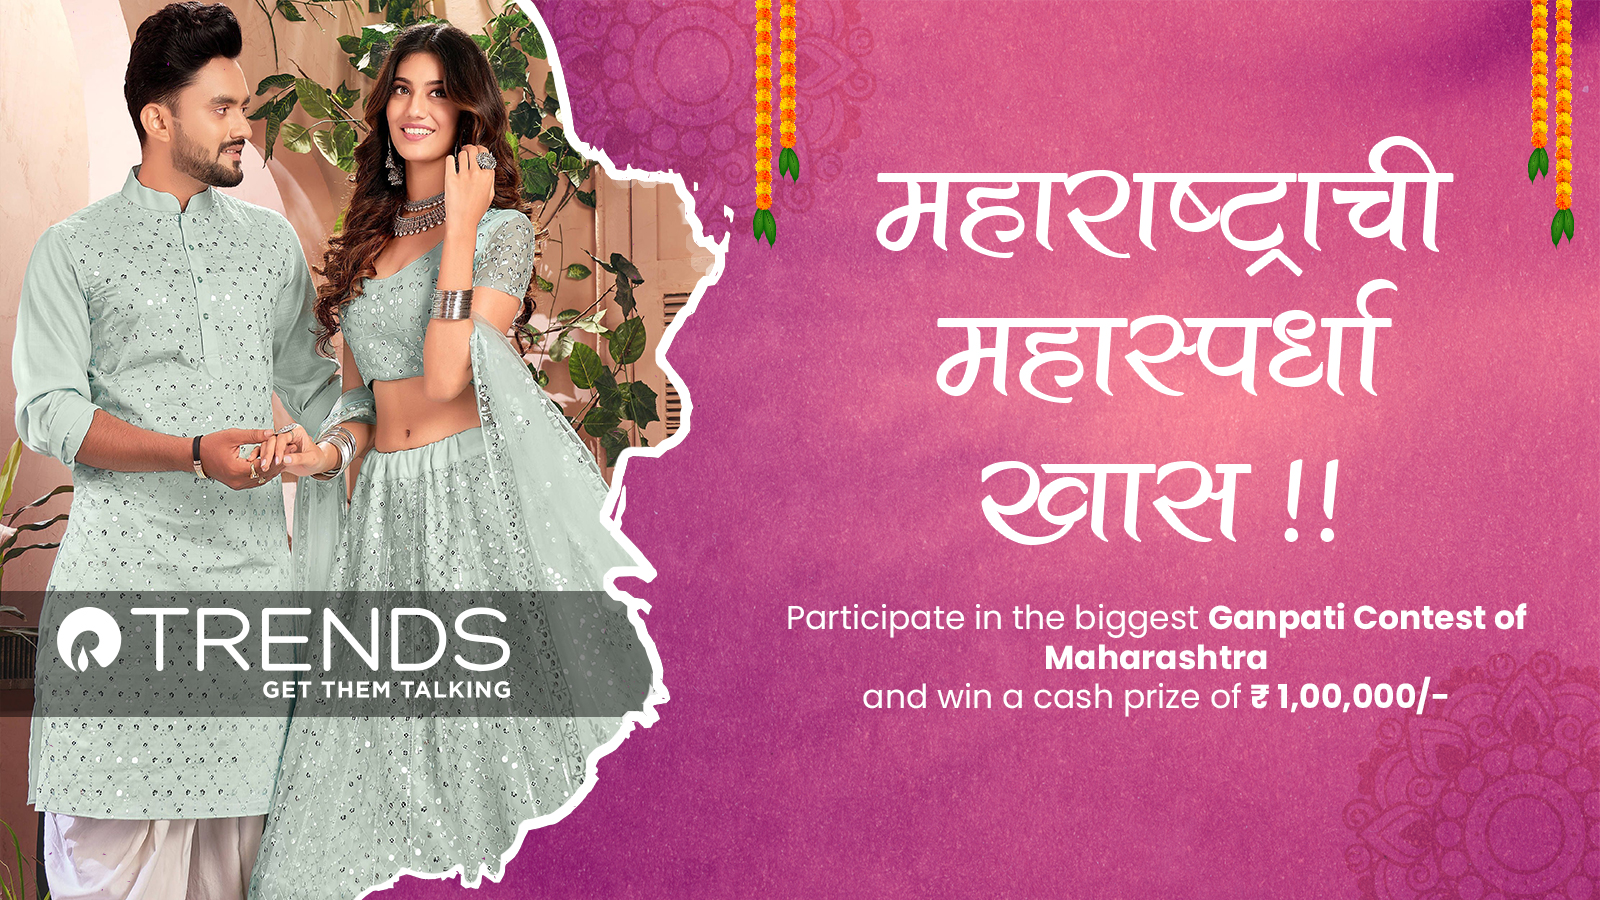 TRENDS
GET THEM TALKING
महाराष्ट्राची
महास्पर्धा
खास !!
Participate in the biggest Ganpati Contest of
Maharashtra
and win a cash prize of ₹ 1,00,000/-